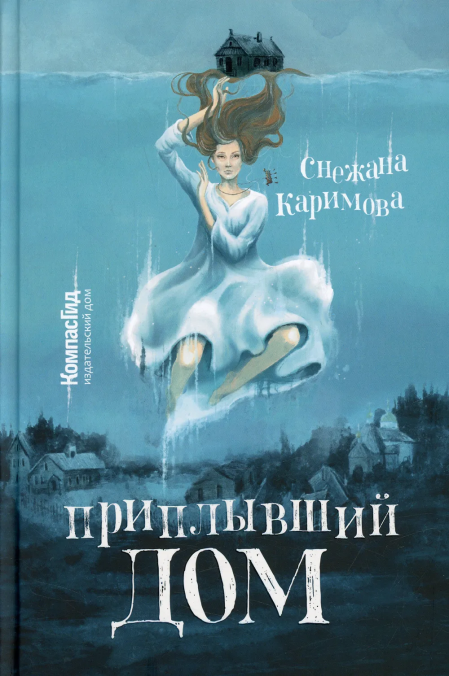 Снежана
Каримова
КомпасГид
издательский дом
приплывший
ДОМ